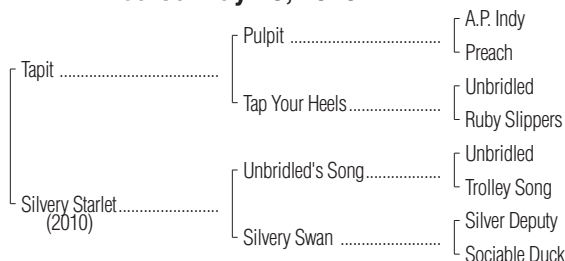 A.P. Indy
Pulpit
Preach
Tapit
Unbridled
Tap Your Heels
Ruby Slippers
Unbridled
Unbridled's Song
Trolley Song
Silvery Starlet
(2010)
Silver Deputy
Silvery Swan
Sociable Duck